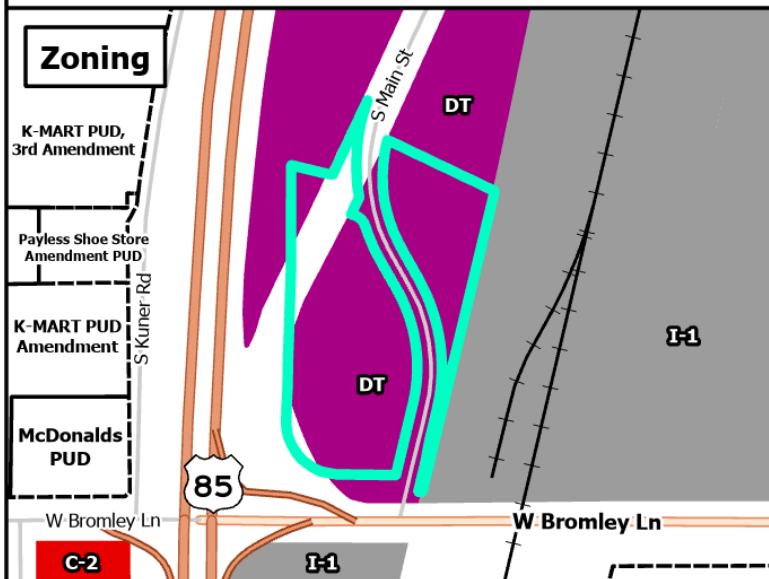 Zoning
S Main St
DT
K-MART PUD,
3rd Amendment
Payless Shoe Store
Amendment PUD
S Kuner Rd
K-MART PUD
Amendment
I-1
DT
McDonalds
PUD
85
W Bromley Ln
W Bromley Ln
C-2
I-1